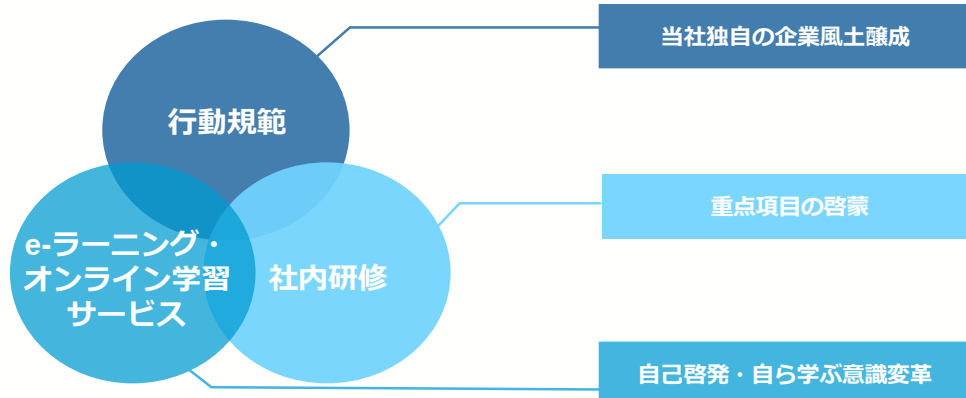 当社独自の企業風土醸成
行動規範
重点項目の啓蒙
e-ラーニング・
オンライン学習
サービス
社内研修
自己啓発・自ら学ぶ意識変革